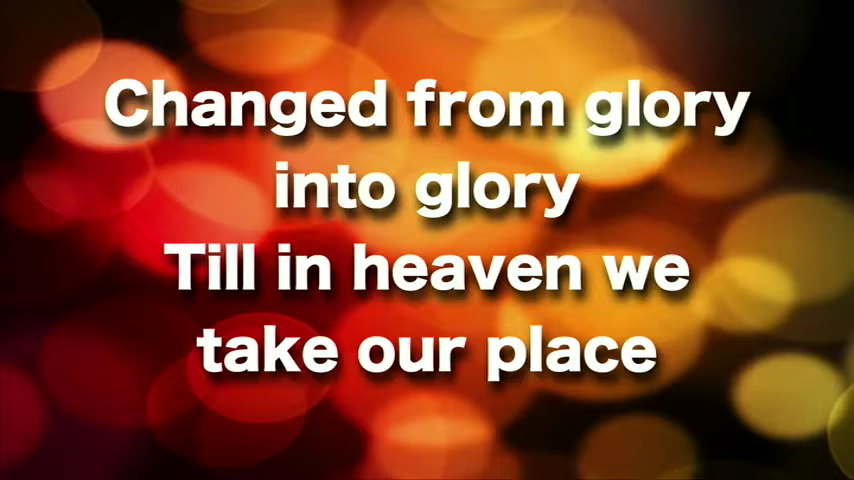 Changed from glory
into glory
Till in heaven we
take our place